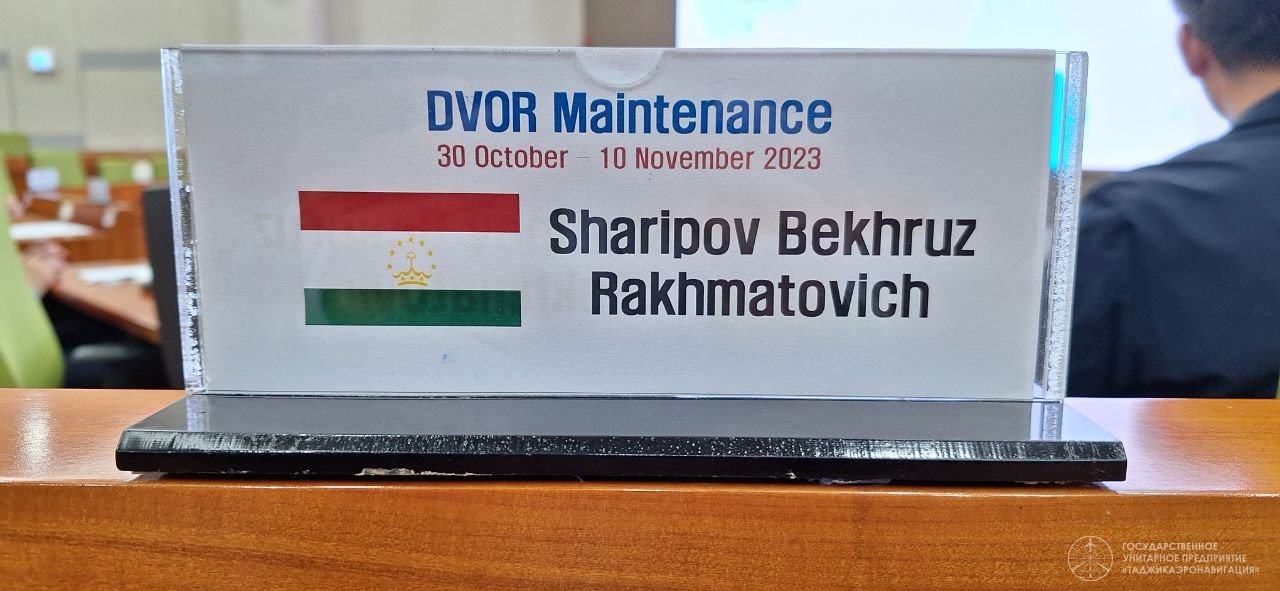 DVOR Maintenance
30 October - 10 November 2023
Sharipov Bekhruz
Rakhmatovich
ГОСУДАРСТВЕННОЕ
УНИТАРНОЕ ПРЕДПРИЯТИЕ
«ТАДЖИКАЭРОНАВИГАЦИЯ»